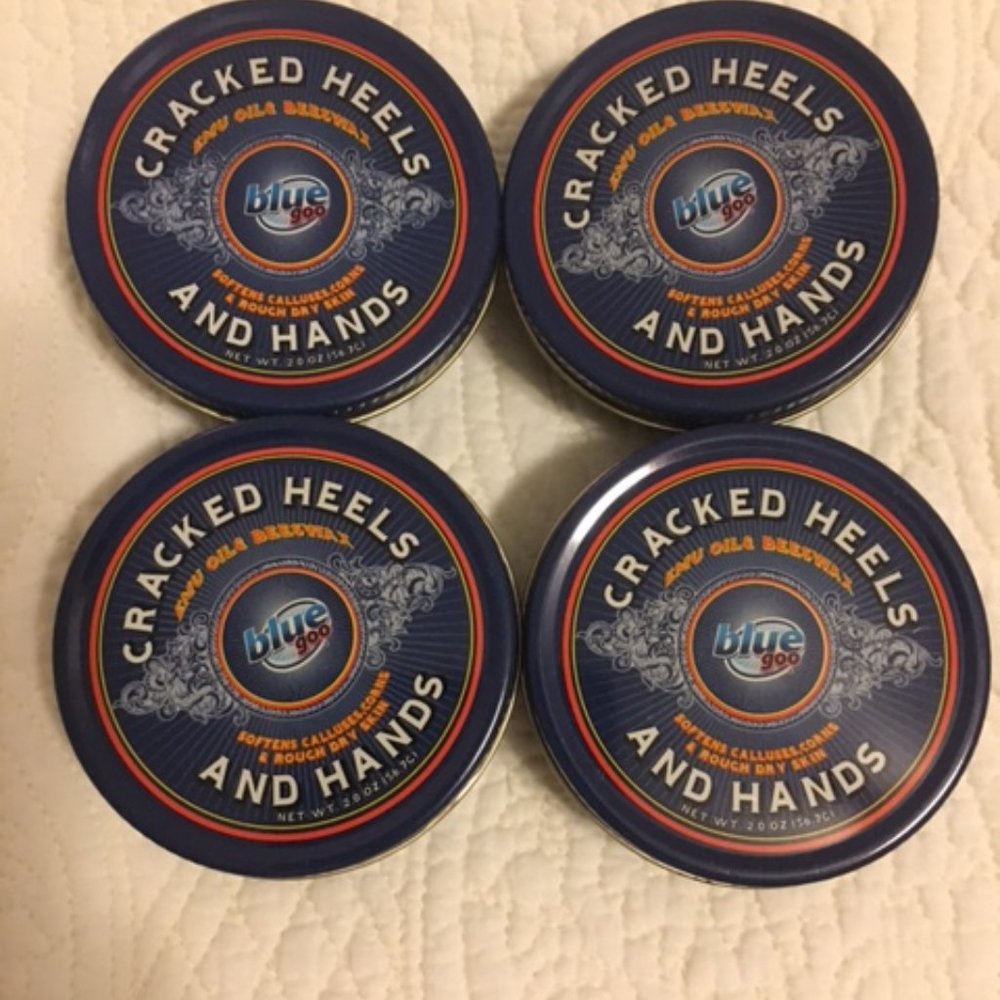 CRACKED HEELS
EMU OIL & BEESWAX
blue
goo
SOFTENS CALLUSES, CORNS
& ROUGH DRY SKIN
AND HANDS
NET WT. 2.0 OZ (56.7G)
CRACKED HEELS
EMU OIL & BEESWAX
blue
goo
SOFTENS CALLUSES, CORNS
& ROUGH DRY SKIN
AND HANDS
NET WT. 2.0 OZ (56.7G)
CRACKED HEELS
EMU OIL & BEESWAX
blue
goo
SOFTENS CALLUSES, CORNS
& ROUGH DRY SKIN
AND HANDS
NET WT. 2.0 OZ (56.7G)
CRACKED HEELS
EMU OIL & BEESWAX
blue
goo
SOFTENS CALLUSES, CORNS
& ROUGH DRY SKIN
AND HANDS
NET WT. 2.0 OZ (56.7G)